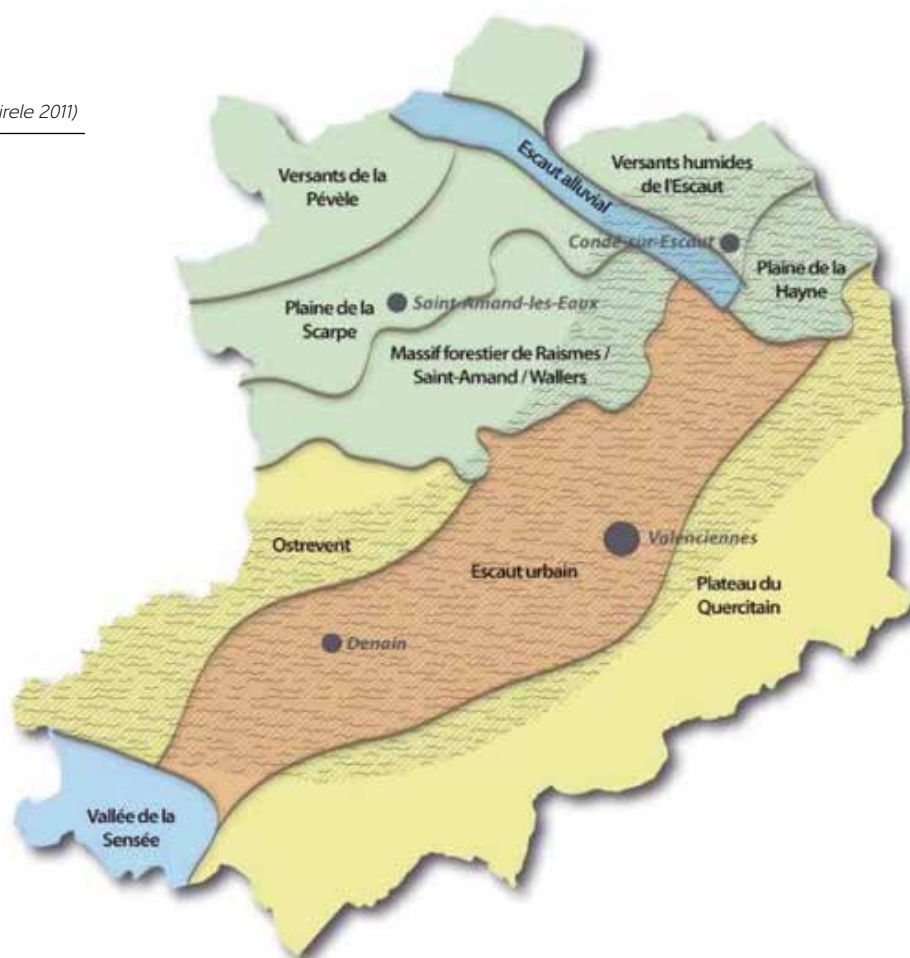 irele 2011)
Versants de la
Pévèle
Escaut alluvial
Versants humides
de l'Escaut
Condé-sur-Escaut
Plaine de la
Hayne
Plaine de la
Scarpe
Saint-Amand-les-Eaux
Massif forestier de Raismes /
Saint-Amand / Wallers
Ostrevent
Escaut urbain
Valenciennes
Plateau du
Quercitain
Denain
Vallée de la
Sensée